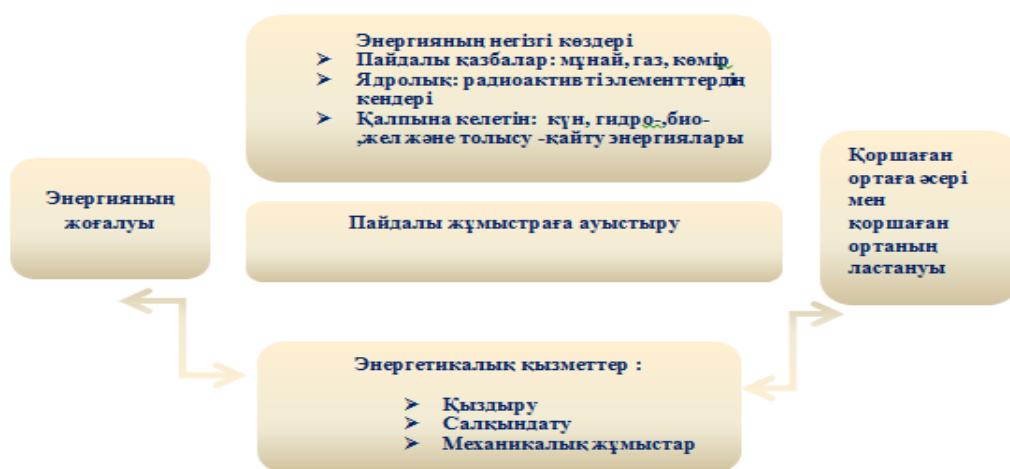 Энергияның негізгі көздері
➤ Пайдалы қазбалар: мұнай, газ, көмір
➤ Ядролық: радиоактивті элементтердің
кендері
➤ Қалпына келетін: күн, гидро-,био-
,жел және толысу -қайту энергиялары
Энергияның
жоғалуы
Пайдалы жұмыстраға ауыстыру
Қоршаған
ортаға әсері
мен
қоршаған
ортаның
ластануы
Энергетикалық қызметтер :
➤ Қыздыру
➤ Салқындату
➤ Механикалық жұмыстар